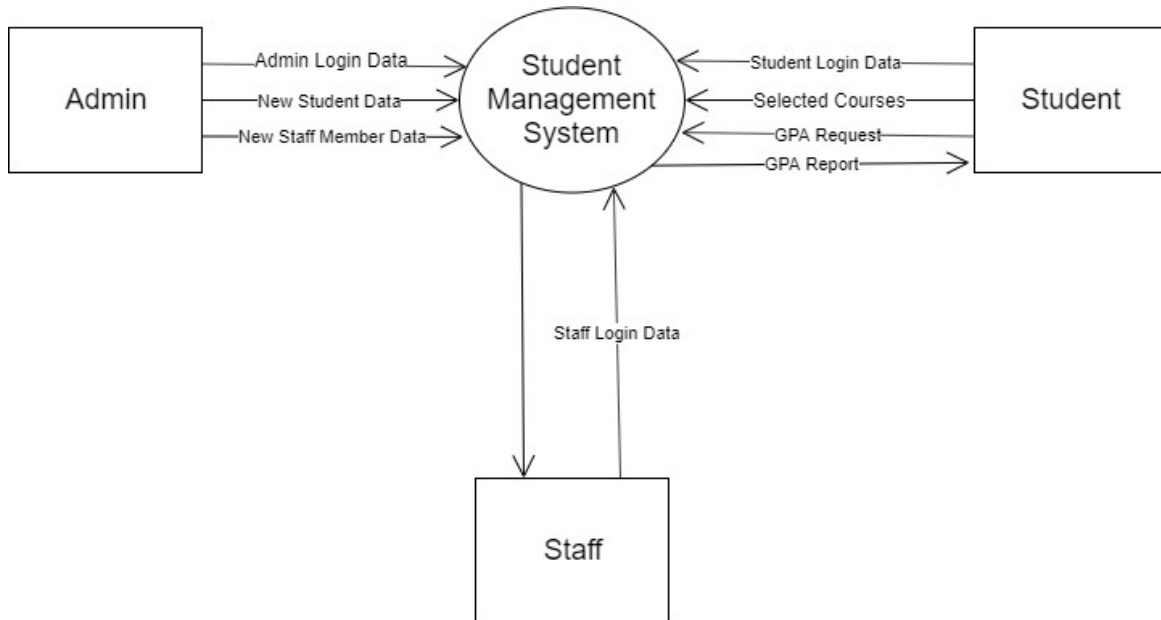 Admin
Admin Login Data
New Student Data
New Staff Member Data
Student
Management
System
Student Login Data
Selected Courses
GPA Request
GPA Report
Student
Staff Login Data
Staff